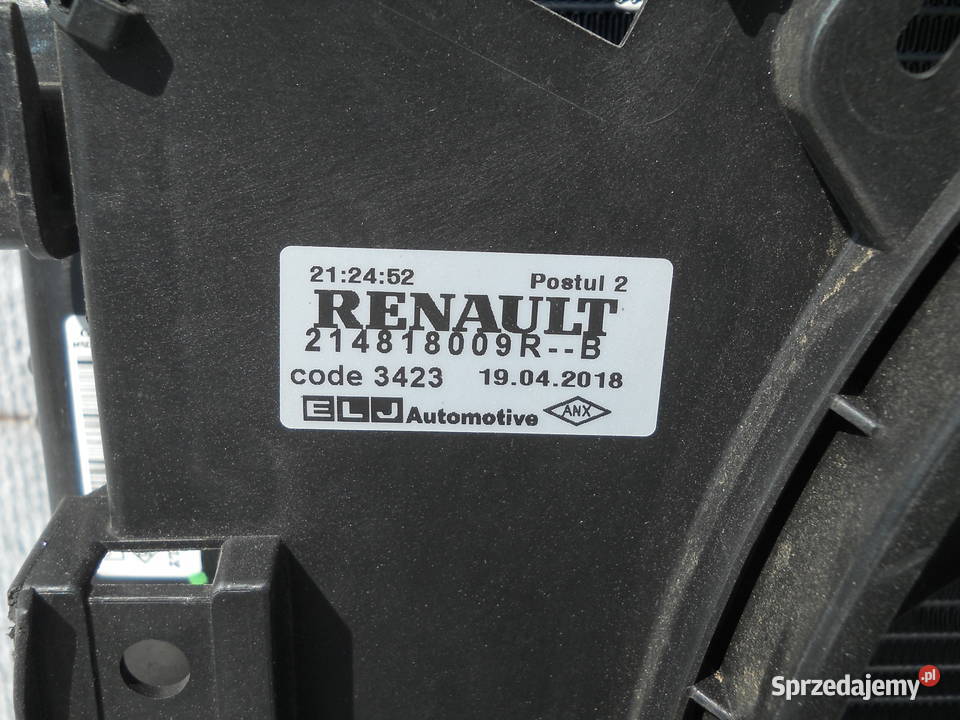 21:24:52 Postul 2
RENAULT
214818009R--B
code 3423 19.04.2018
ELJ Automotive ANX
Sprzedajemy.pl